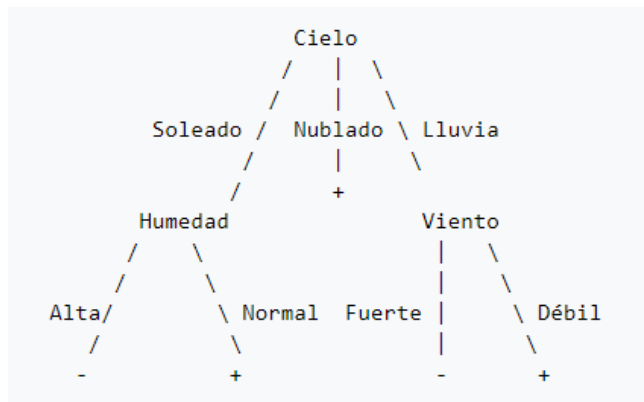 Cielo
/ | \
/ | \
Soleado / Nublado \ Lluvia
/ | \
/ +
Humedad Viento
/ \ | \
/ \ | \
Alta/ \ Normal Fuerte | \ Débil
/ \ | \
- + - +